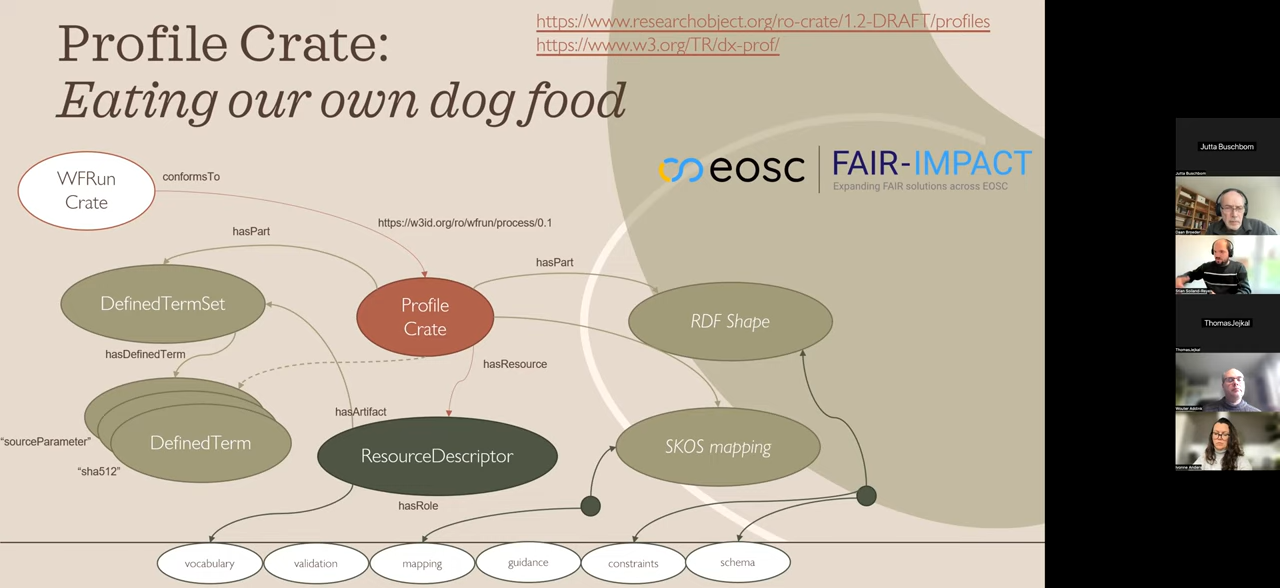 Profile Crate:
Eating our own dog food
https://www.researchobject.org/ro-crate/1.2-DRAFT/profiles
https://www.w3.org/TR/dx-prof/
eosc
FAIR-IMPACT
Expanding FAIR solutions across EOSC
WFRun
Crate
conformsTo
https://w3id.org/ro/wfrun/process/0.1
hasPart
hasPart
DefinedTermSet
Profile
Crate
RDF Shape
hasDefinedTerm
hasResource
hasArtifact
"sourceParameter"
DefinedTerm
"sha512"
ResourceDescriptor
SKOS mapping
hasRole
vocabulary
validation
mapping
guidance
constraints
schema
Jutta Buschbom
Jutta Buschbom
ThomasJejkal
ThomasJejkal